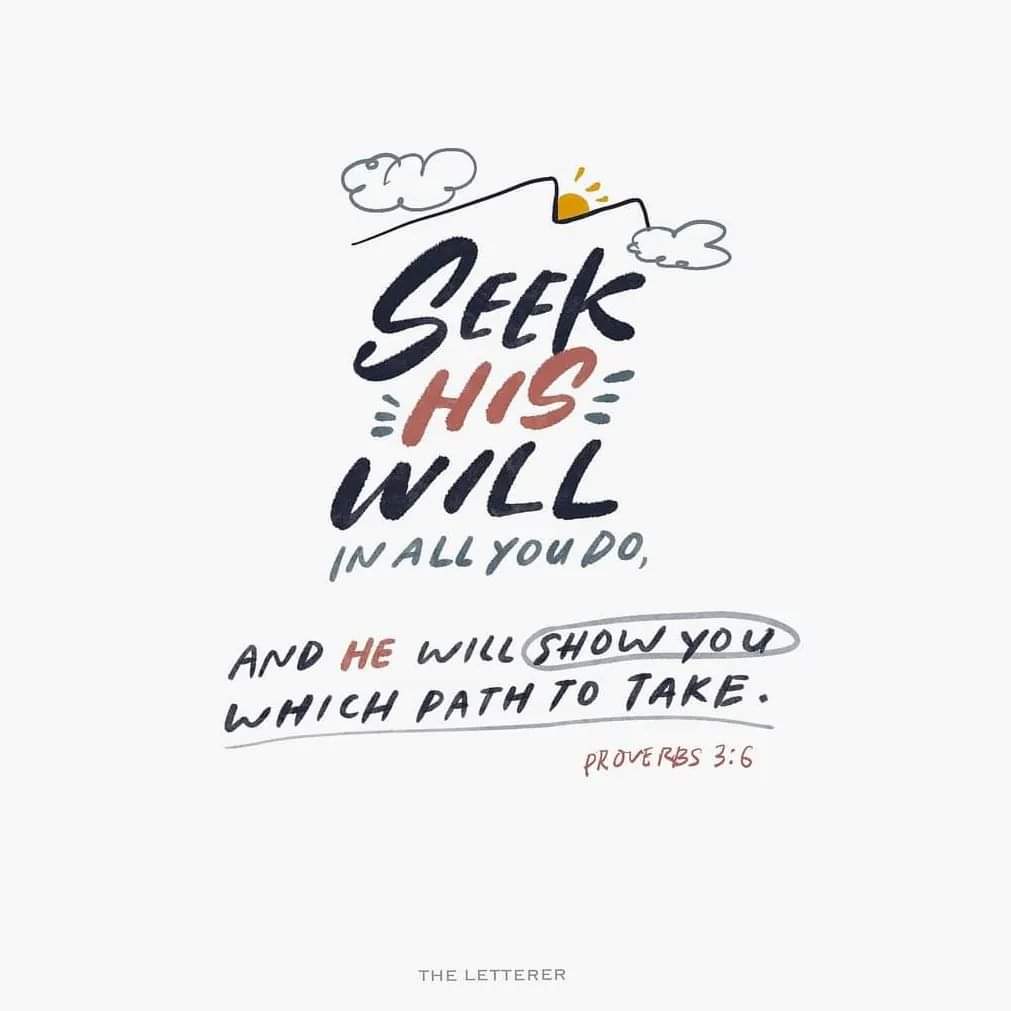 SEEK
HIS
WILL
IN ALL YOU DO,
AND HE WILL SHOW YOU
WHICH PATH TO TAKE.
PROVERBS 3:6
THE LETTERER